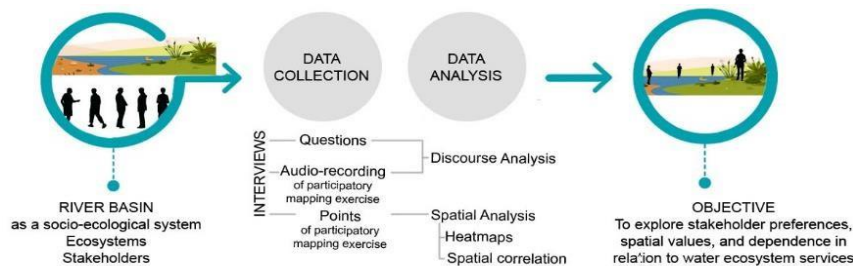 DATA
COLLECTION
DATA
ANALYSIS
INTERVIEWS
Questions
Audio-recording
of participatory
mapping exercise
Points
of participatory
mapping exercise
Discourse Analysis
Spatial Analysis
Heatmaps
Spatial correlation
RIVER BASIN
as a socio-ecological system
Ecosystems
Stakeholders
OBJECTIVE
To explore stakeholder preferences,
spatial values, and dependence in
relation to water ecosystem services